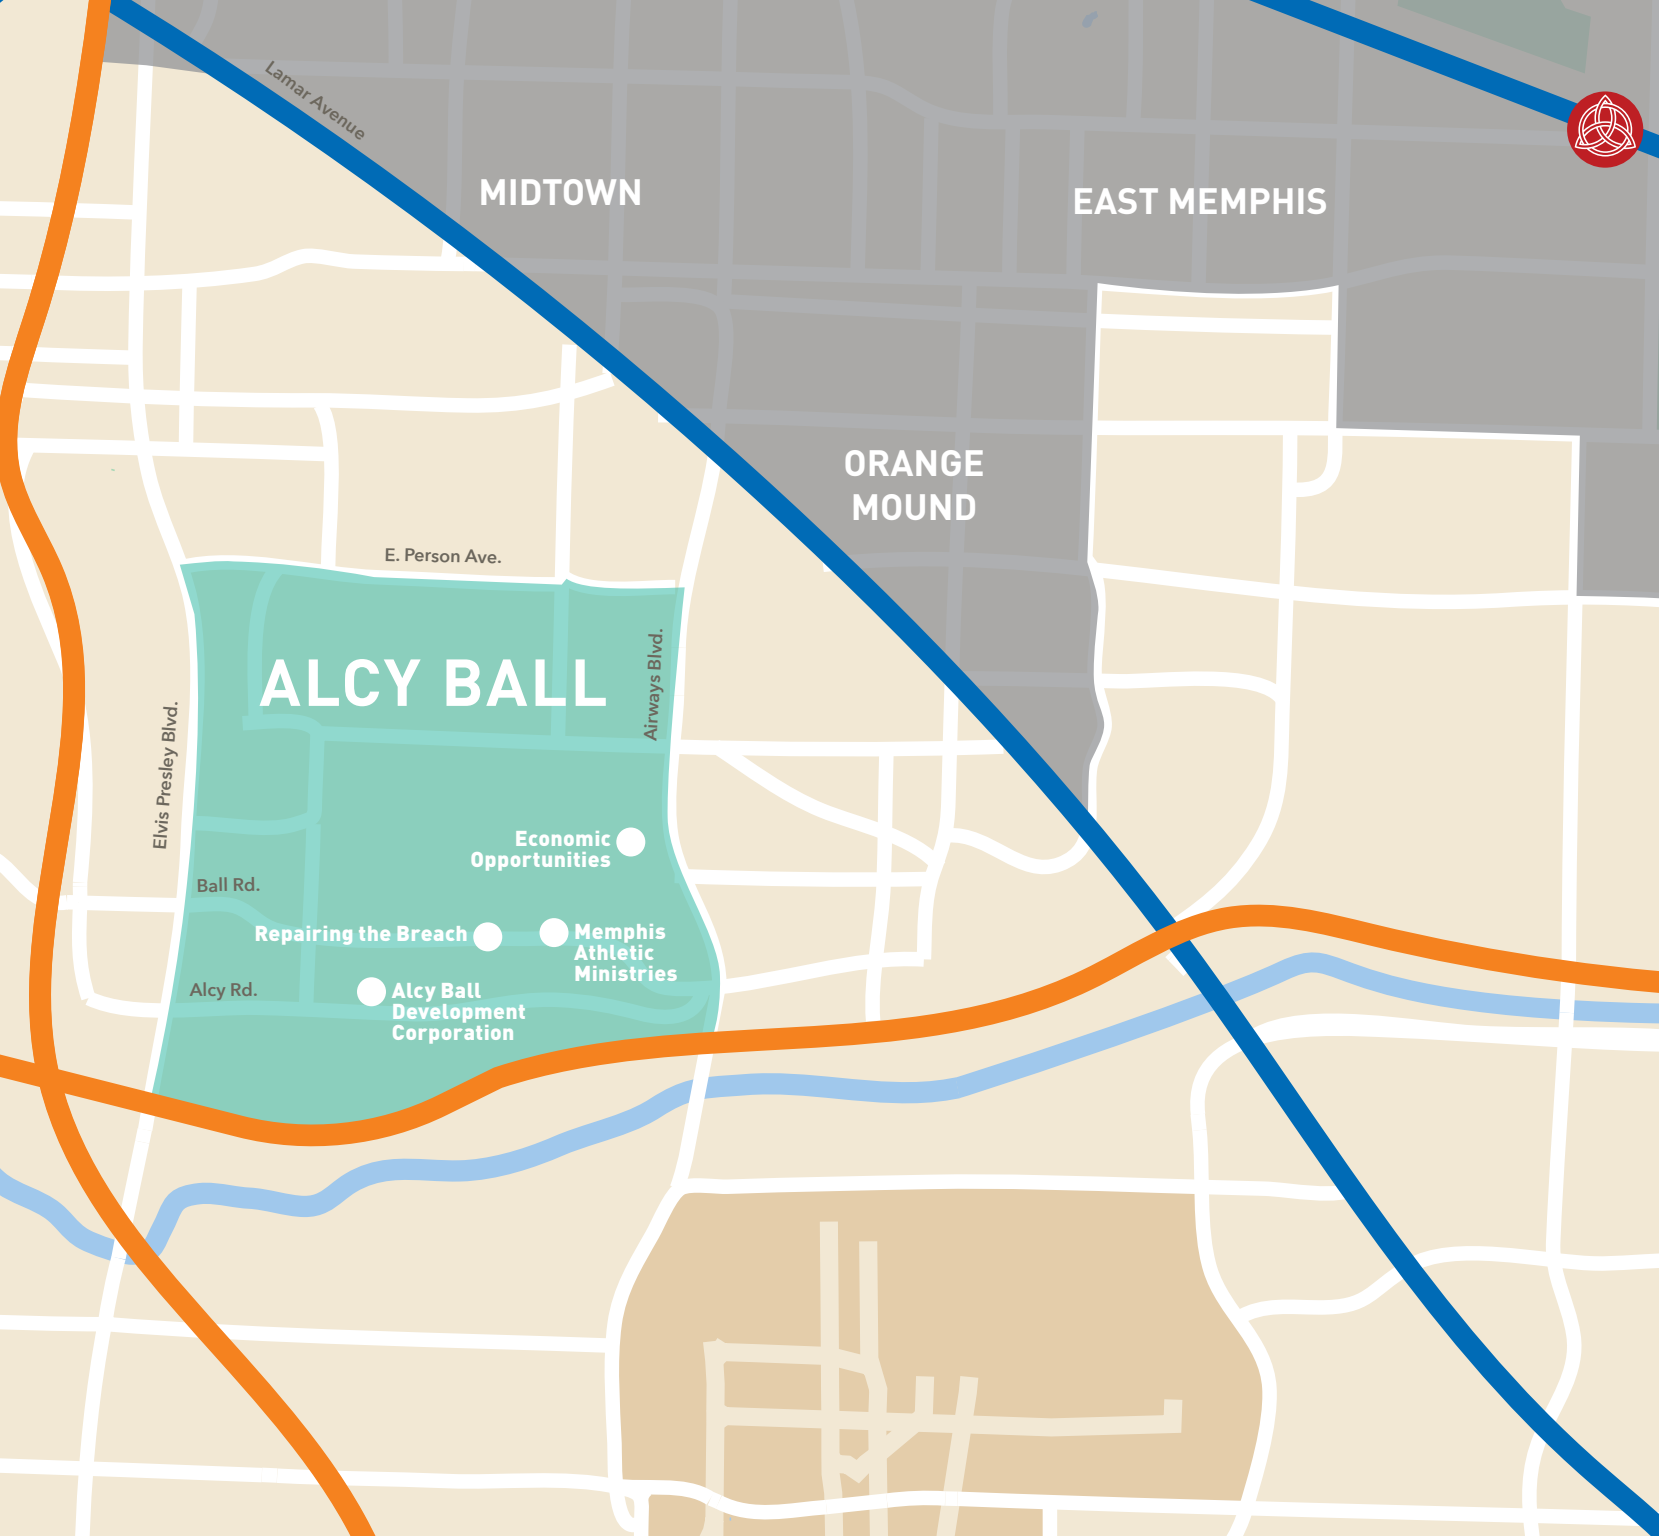 Lamar Avenue
MIDTOWN
EAST MEMPHIS
ORANGE
MOUND
E. Person Ave.
ALCY BALL
Airways Blvd.
Elvis Presley Blvd.
Economic
Opportunities
Ball Rd.
Repairing the Breach
Memphis
Athletic
Ministries
Alcy Rd.
Alcy Ball
Development
Corporation